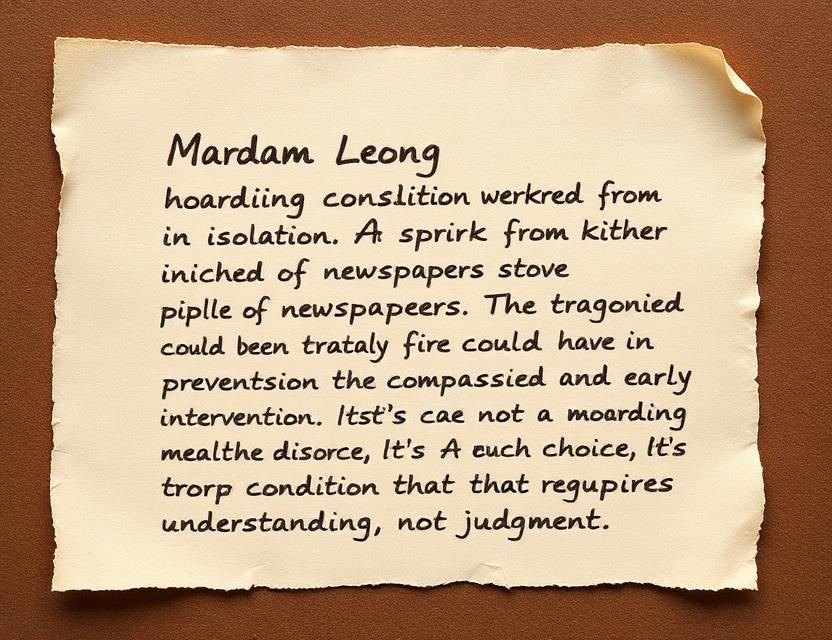 Mardam Leong
hoardiing conslition werkred from
in isolation. A sprirk from kither
iniched of newspapers stove
piplle of newspapeers. The tragonied
could been trataly fire could have in
preventsion the compassied and early
intervention. Itst's cae not a moarding
mealthe disorce, It's A euch choice, It's
trorp condition that that regupires
understanding, not judgment.